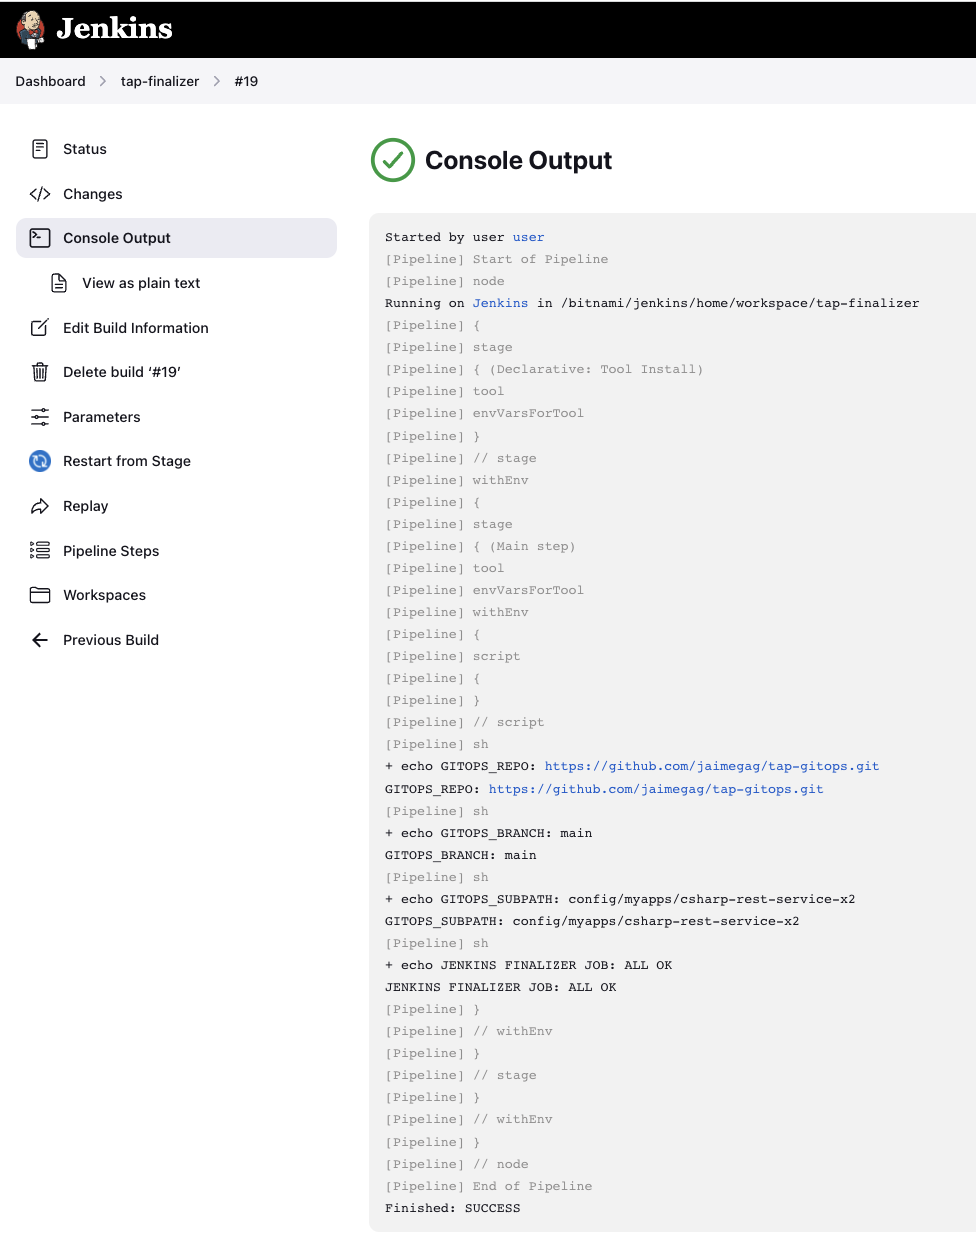 Jenkins
Dashboard > tap-finalizer > #19
Status
Changes
Console Output
View as plain text
Edit Build Information
Delete build ‘#19’
Parameters
Restart from Stage
Replay
Pipeline Steps
Workspaces
Previous Build
Console Output
Started by user user
[Pipeline] Start of Pipeline
[Pipeline] node
Running on Jenkins in /bitnami/jenkins/home/workspace/tap-finalizer
[Pipeline] {
[Pipeline] stage
[Pipeline] { (Declarative: Tool Install)
[Pipeline] tool
[Pipeline] envVarsForTool
[Pipeline] }
[Pipeline] // stage
[Pipeline] withEnv
[Pipeline] {
[Pipeline] stage
[Pipeline] { (Main step)
[Pipeline] tool
[Pipeline] envVarsForTool
[Pipeline] withEnv
[Pipeline] {
[Pipeline] script
[Pipeline] {
[Pipeline] }
[Pipeline] // script
[Pipeline] sh
+ echo GITOPS_REPO: https://github.com/jaimegag/tap-gitops.git
GITOPS_REPO: https://github.com/jaimegag/tap-gitops.git
[Pipeline] sh
+ echo GITOPS_BRANCH: main
GITOPS_BRANCH: main
[Pipeline] sh
+ echo GITOPS_SUBPATH: config/myapps/csharp-rest-service-x2
GITOPS_SUBPATH: config/myapps/csharp-rest-service-x2
[Pipeline] sh
+ echo JENKINS FINALIZER JOB: ALL OK
JENKINS FINALIZER JOB: ALL OK
[Pipeline] }
[Pipeline] // withEnv
[Pipeline] }
[Pipeline] // stage
[Pipeline] }
[Pipeline] // withEnv
[Pipeline] }
[Pipeline] // node
[Pipeline] End of Pipeline
Finished: SUCCESS